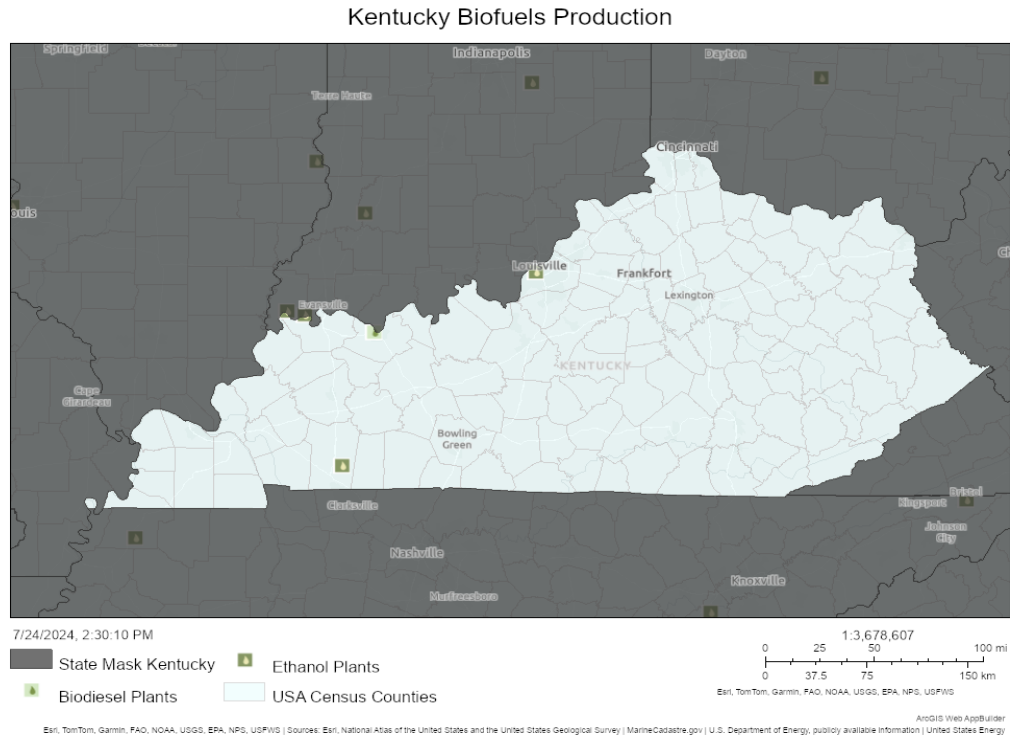 Kentucky Biofuels Production
Springfield
Indianapolis
Dayton
Terre Haute
Cincinnati
ouis
Louisville
Frankfort
Lexington
Evansville
KENTUCKY
Cape
Girardeau
Bowling
Green
Clarksville
Bristol
Kingsport
Johnson
City
Nashville
Knoxville
Murfreesboro
7/24/2024, 2:30:10 PM
1:3,678,607
0 25 50 100 mi
0 37.5 75 150 km
State Mask Kentucky
Ethanol Plants
Biodiesel Plants
USA Census Counties
Esri, TomTom, Garmin, FAO, NOAA, USGS, EPA, NPS, USFWS
ArcGIS Web AppBuilder
Esri, TomTom, Garmin, FAO, NOAA, USGS, EPA, NPS, USFWS | Sources: Esri, National Atlas of the United States and the United States Geological Survey | MarineCadastre.gov | U.S. Department of Energy, publicly available information | United States Energy